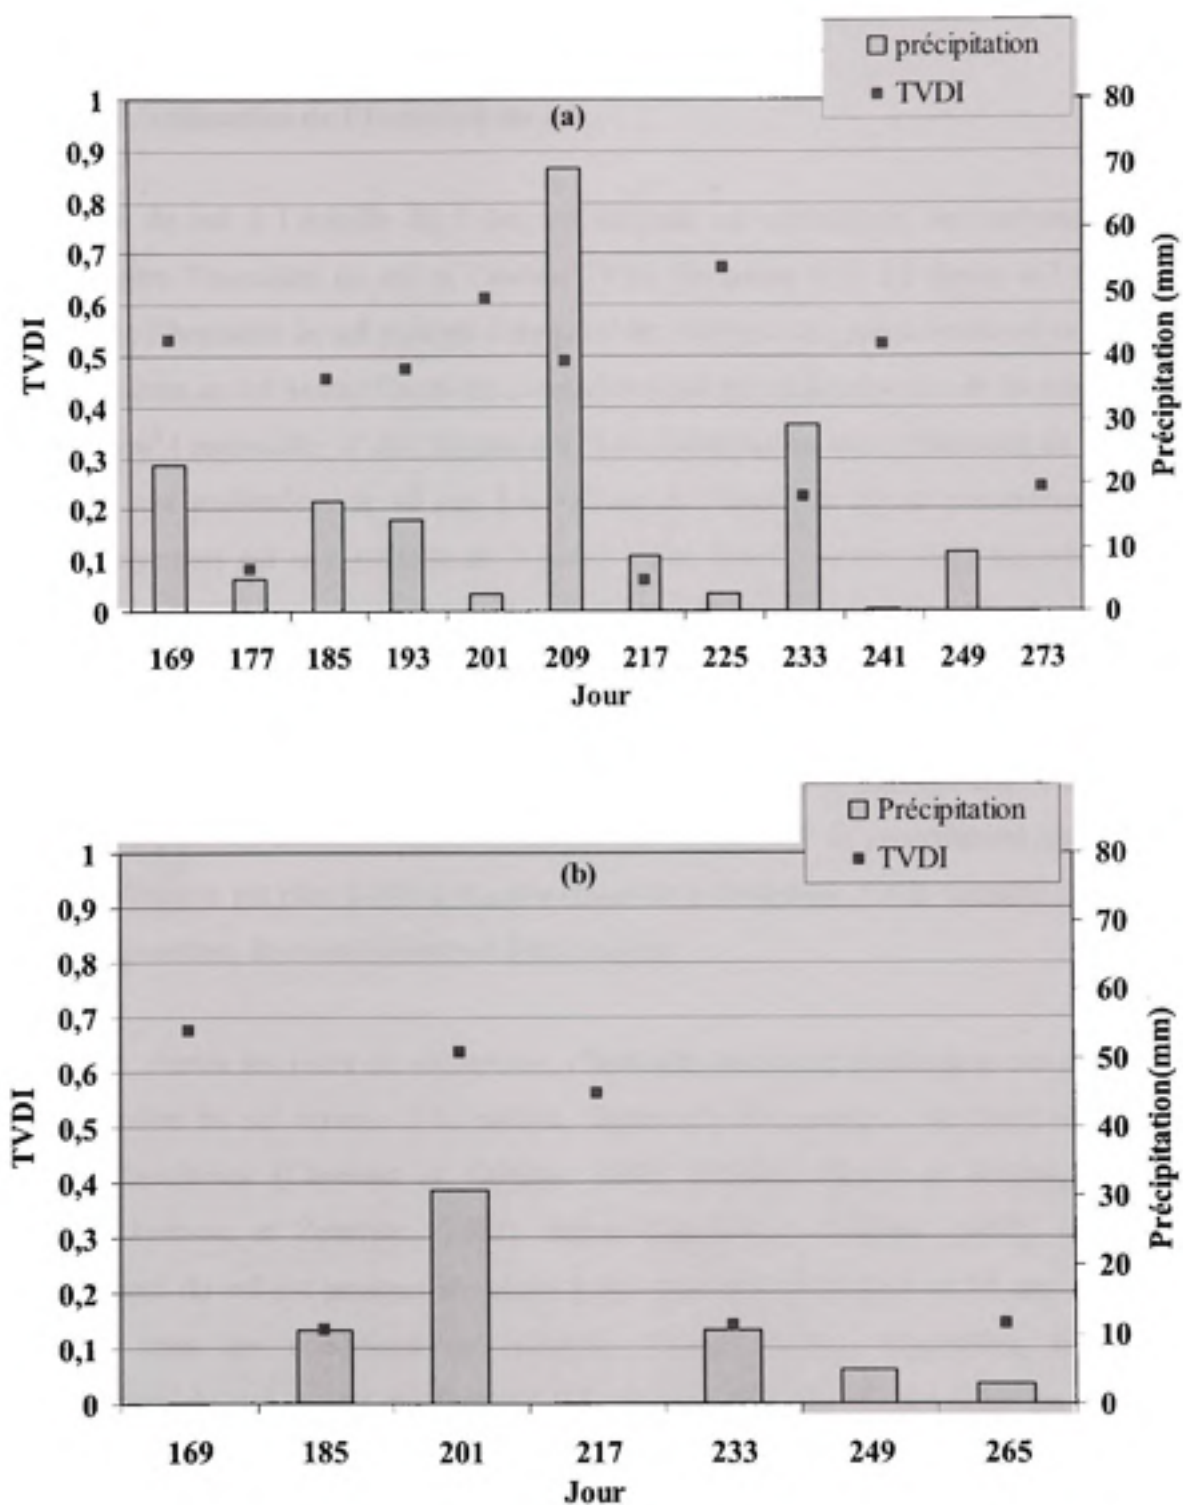 précipitation
TVDI
(a)
1
0,9
0,8
0,7
0,6
0,5
0,4
0,3
0,2
0,1
0
TVDI
80
70
60
50
40
30
20
10
0
Précipitation (mm)
169 177 185 193 201 209 217 225 233 241 249 273
Jour
Précipitation
TVDI
(b)
1
0,9
0,8
0,7
0,6
0,5
0,4
0,3
0,2
0,1
0
TVDI
80
70
60
50
40
30
20
10
0
Précipitation(mm)
169 185 201 217 233 249 265
Jour